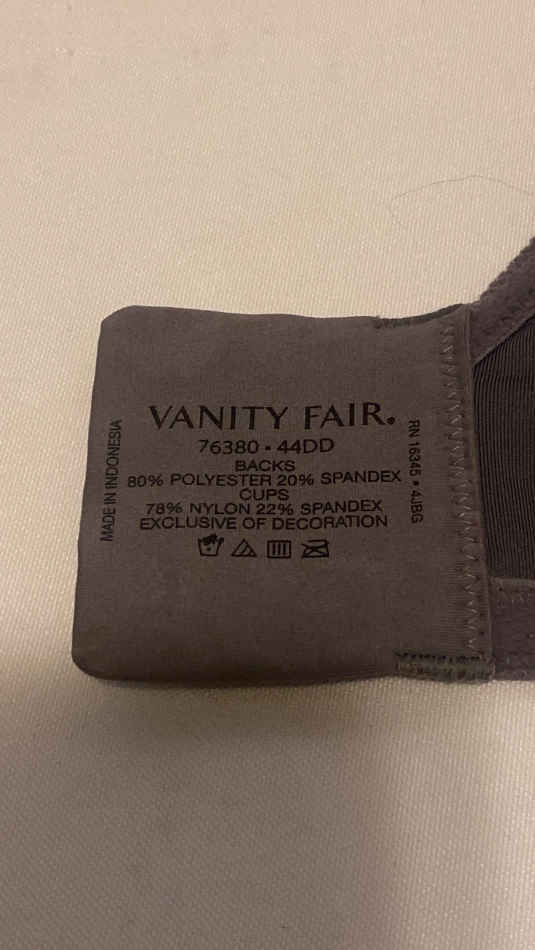 VANITY FAIR.
76380 • 44DD
BACKS
80% POLYESTER 20% SPANDEX
CUPS
78% NYLON 22% SPANDEX
EXCLUSIVE OF DECORATION
MADE IN INDONESIA
RN 16345 • 4JBG